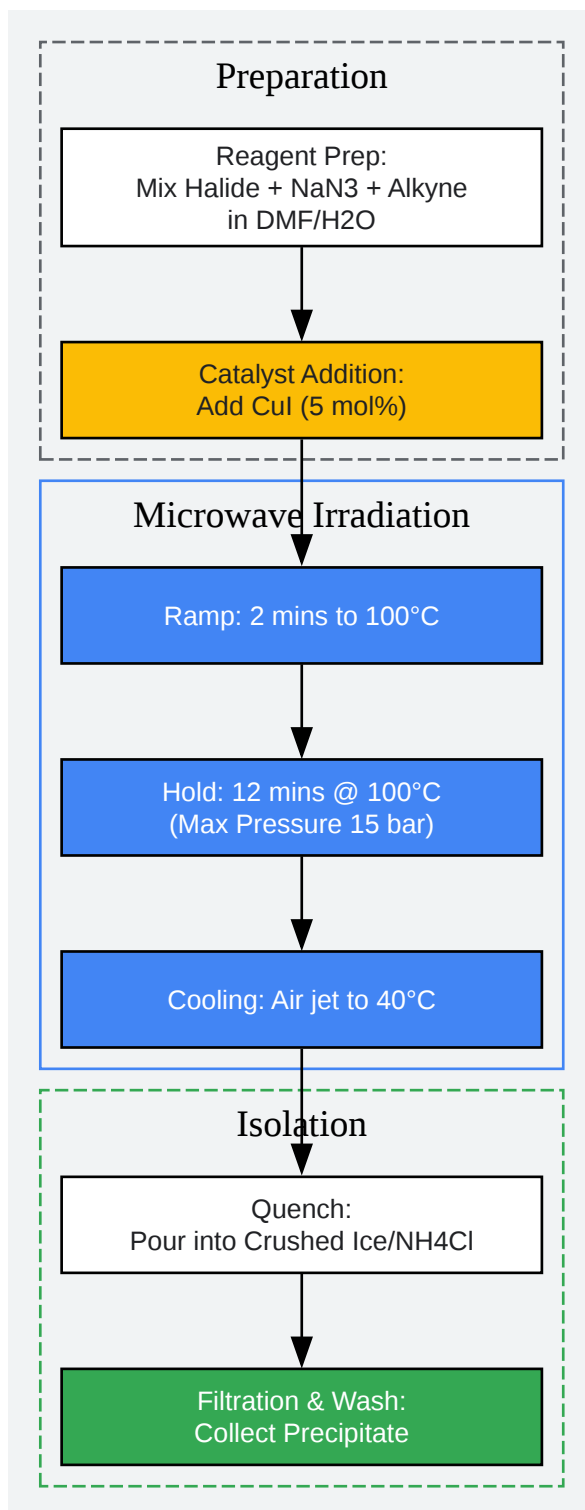 Preparation
Reagent Prep:
Mix Halide + NaN3 + Alkyne
in DMF/H2O
Catalyst Addition:
Add CuI (5 mol%)
Microwave Irradiation
Ramp: 2 mins to 100°C
Hold: 12 mins @ 100°C
(Max Pressure 15 bar)
Cooling: Air jet to 40°C
Isolation
Quench:
Pour into Crushed Ice/NH4Cl
Filtration & Wash:
Collect Precipitate